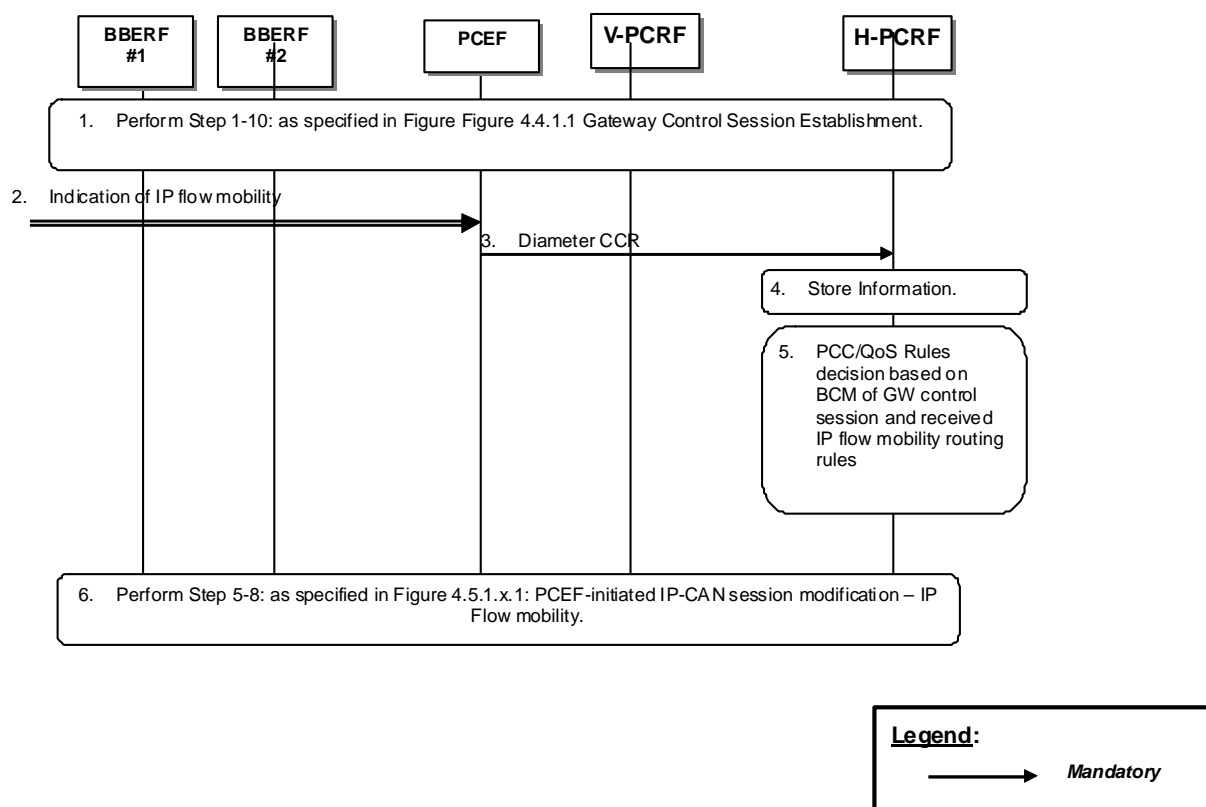 BBERF
#1
BBERF
#2
PCEF
V-PCRF
H-PCRF
1. Perform Step 1-10: as specified in Figure Figure 4.4.1.1 Gateway Control Session Establishment.
2. Indication of IP flow mobility
3. Diameter CCR
4. Store Information.
5. PCC/QoS Rules
decision based on
BCM of GW control
session and received
IP flow mobility routing
rules
6. Perform Step 5-8: as specified in Figure 4.5.1.x.1: PCEF-initiated IP-CAN session modification – IP
Flow mobility.
Legend:
Mandatory